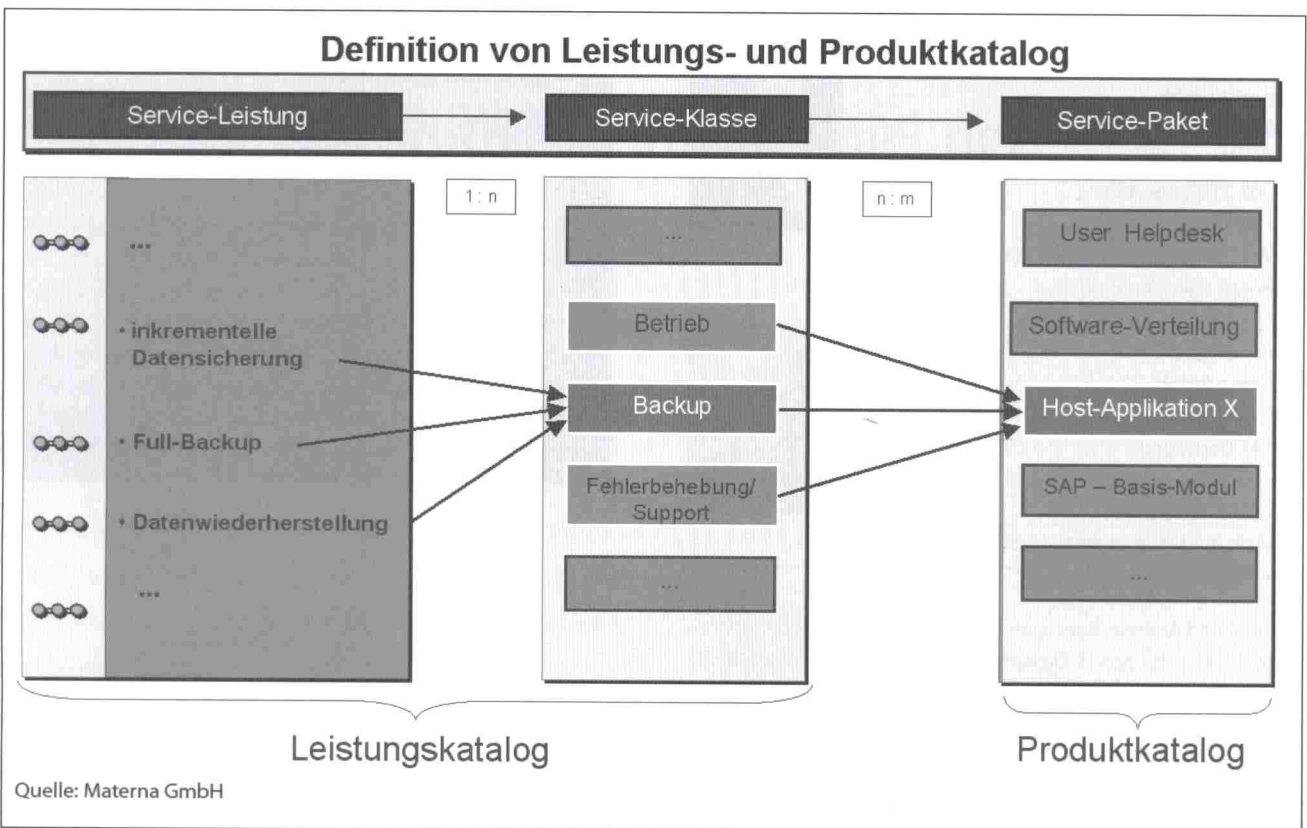 Definition von Leistungs- und Produktkatalog
Service-Leistung
Service-Klasse
Service-Paket
1 : n
n : m
...
• inkrementelle
Datensicherung
• Full-Backup
• Datenwiederherstellung
...
...
Betrieb
Backup
Fehlerbehebung/
Support
...
User Helpdesk
Software-Verteilung
Host-Applikation X
SAP – Basis-Modul
...
Leistungskatalog
Produktkatalog
Quelle: Materna GmbH